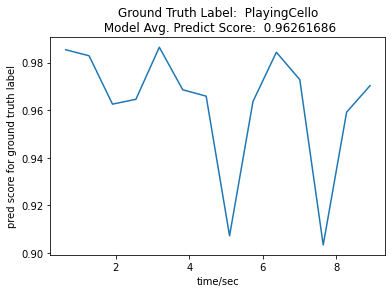 Ground Truth Label:  PlayingCello
Model Avg. Predict Score:  0.96261686
0.98
0.96
0.94
0.92
0.90
pred score for ground truth label
2
4
6
8
time/sec